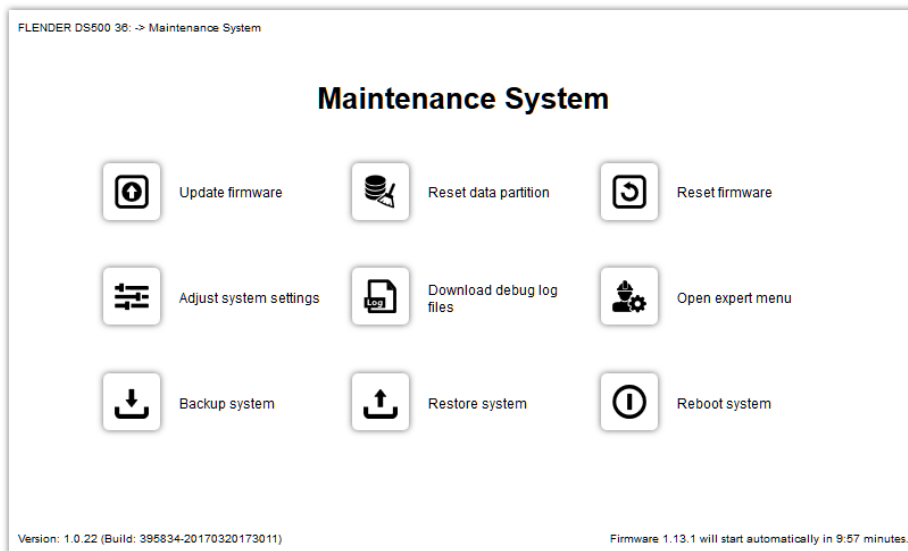 FLENDER DS500 36: -> Maintenance System
Maintenance System
Update firmware
Reset data partition
Reset firmware
Adjust system settings
Log
Download debug log
files
Open expert menu
Backup system
Restore system
Reboot system
Version: 1.0.22 (Build: 395834-20170320173011)
Firmware 1.13.1 will start automatically in 9:57 minutes.